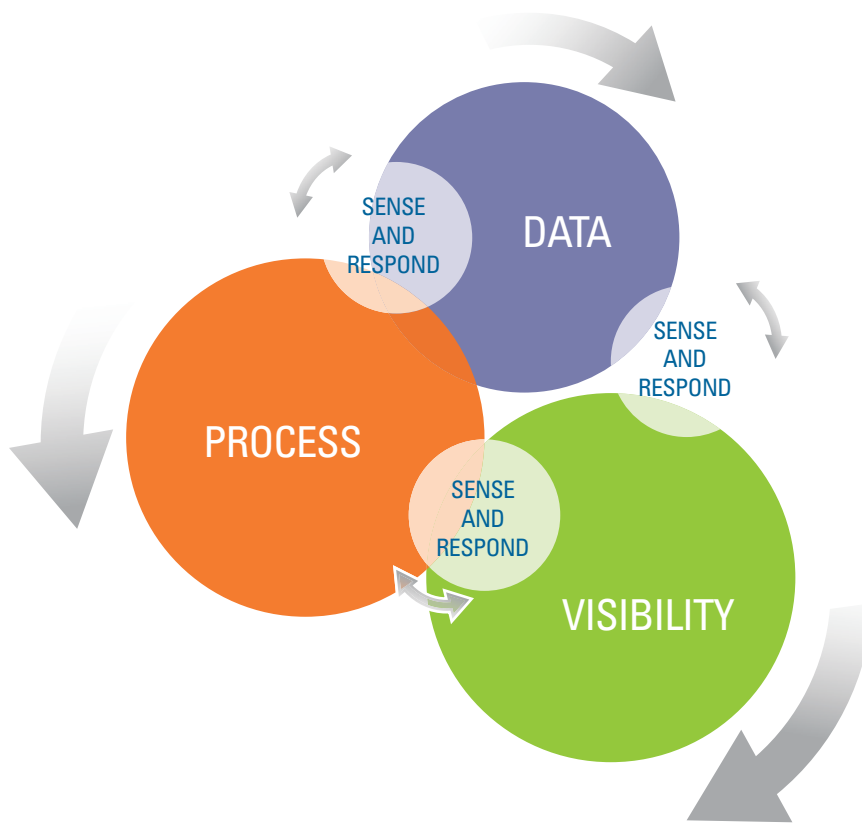 SENSE
AND
RESPOND
DATA
SENSE
AND
RESPOND
PROCESS
SENSE
AND
RESPOND
VISIBILITY